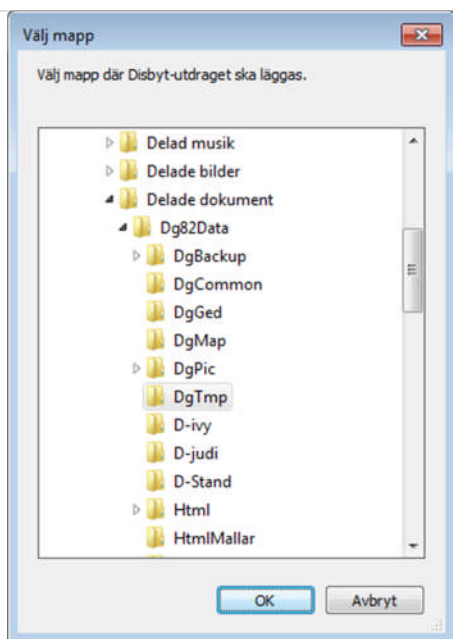 Välj mapp
Välj mapp där Disbyt-utdraget ska läggas.
Delad musik
Delade bilder
Delade dokument
Dg82Data
DgBackup
DgCommon
DgGed
DgMap
DgPic
DgTmp
D-ivy
D-judi
D-Stand
Html
HtmlMallar
OK
Avbryt